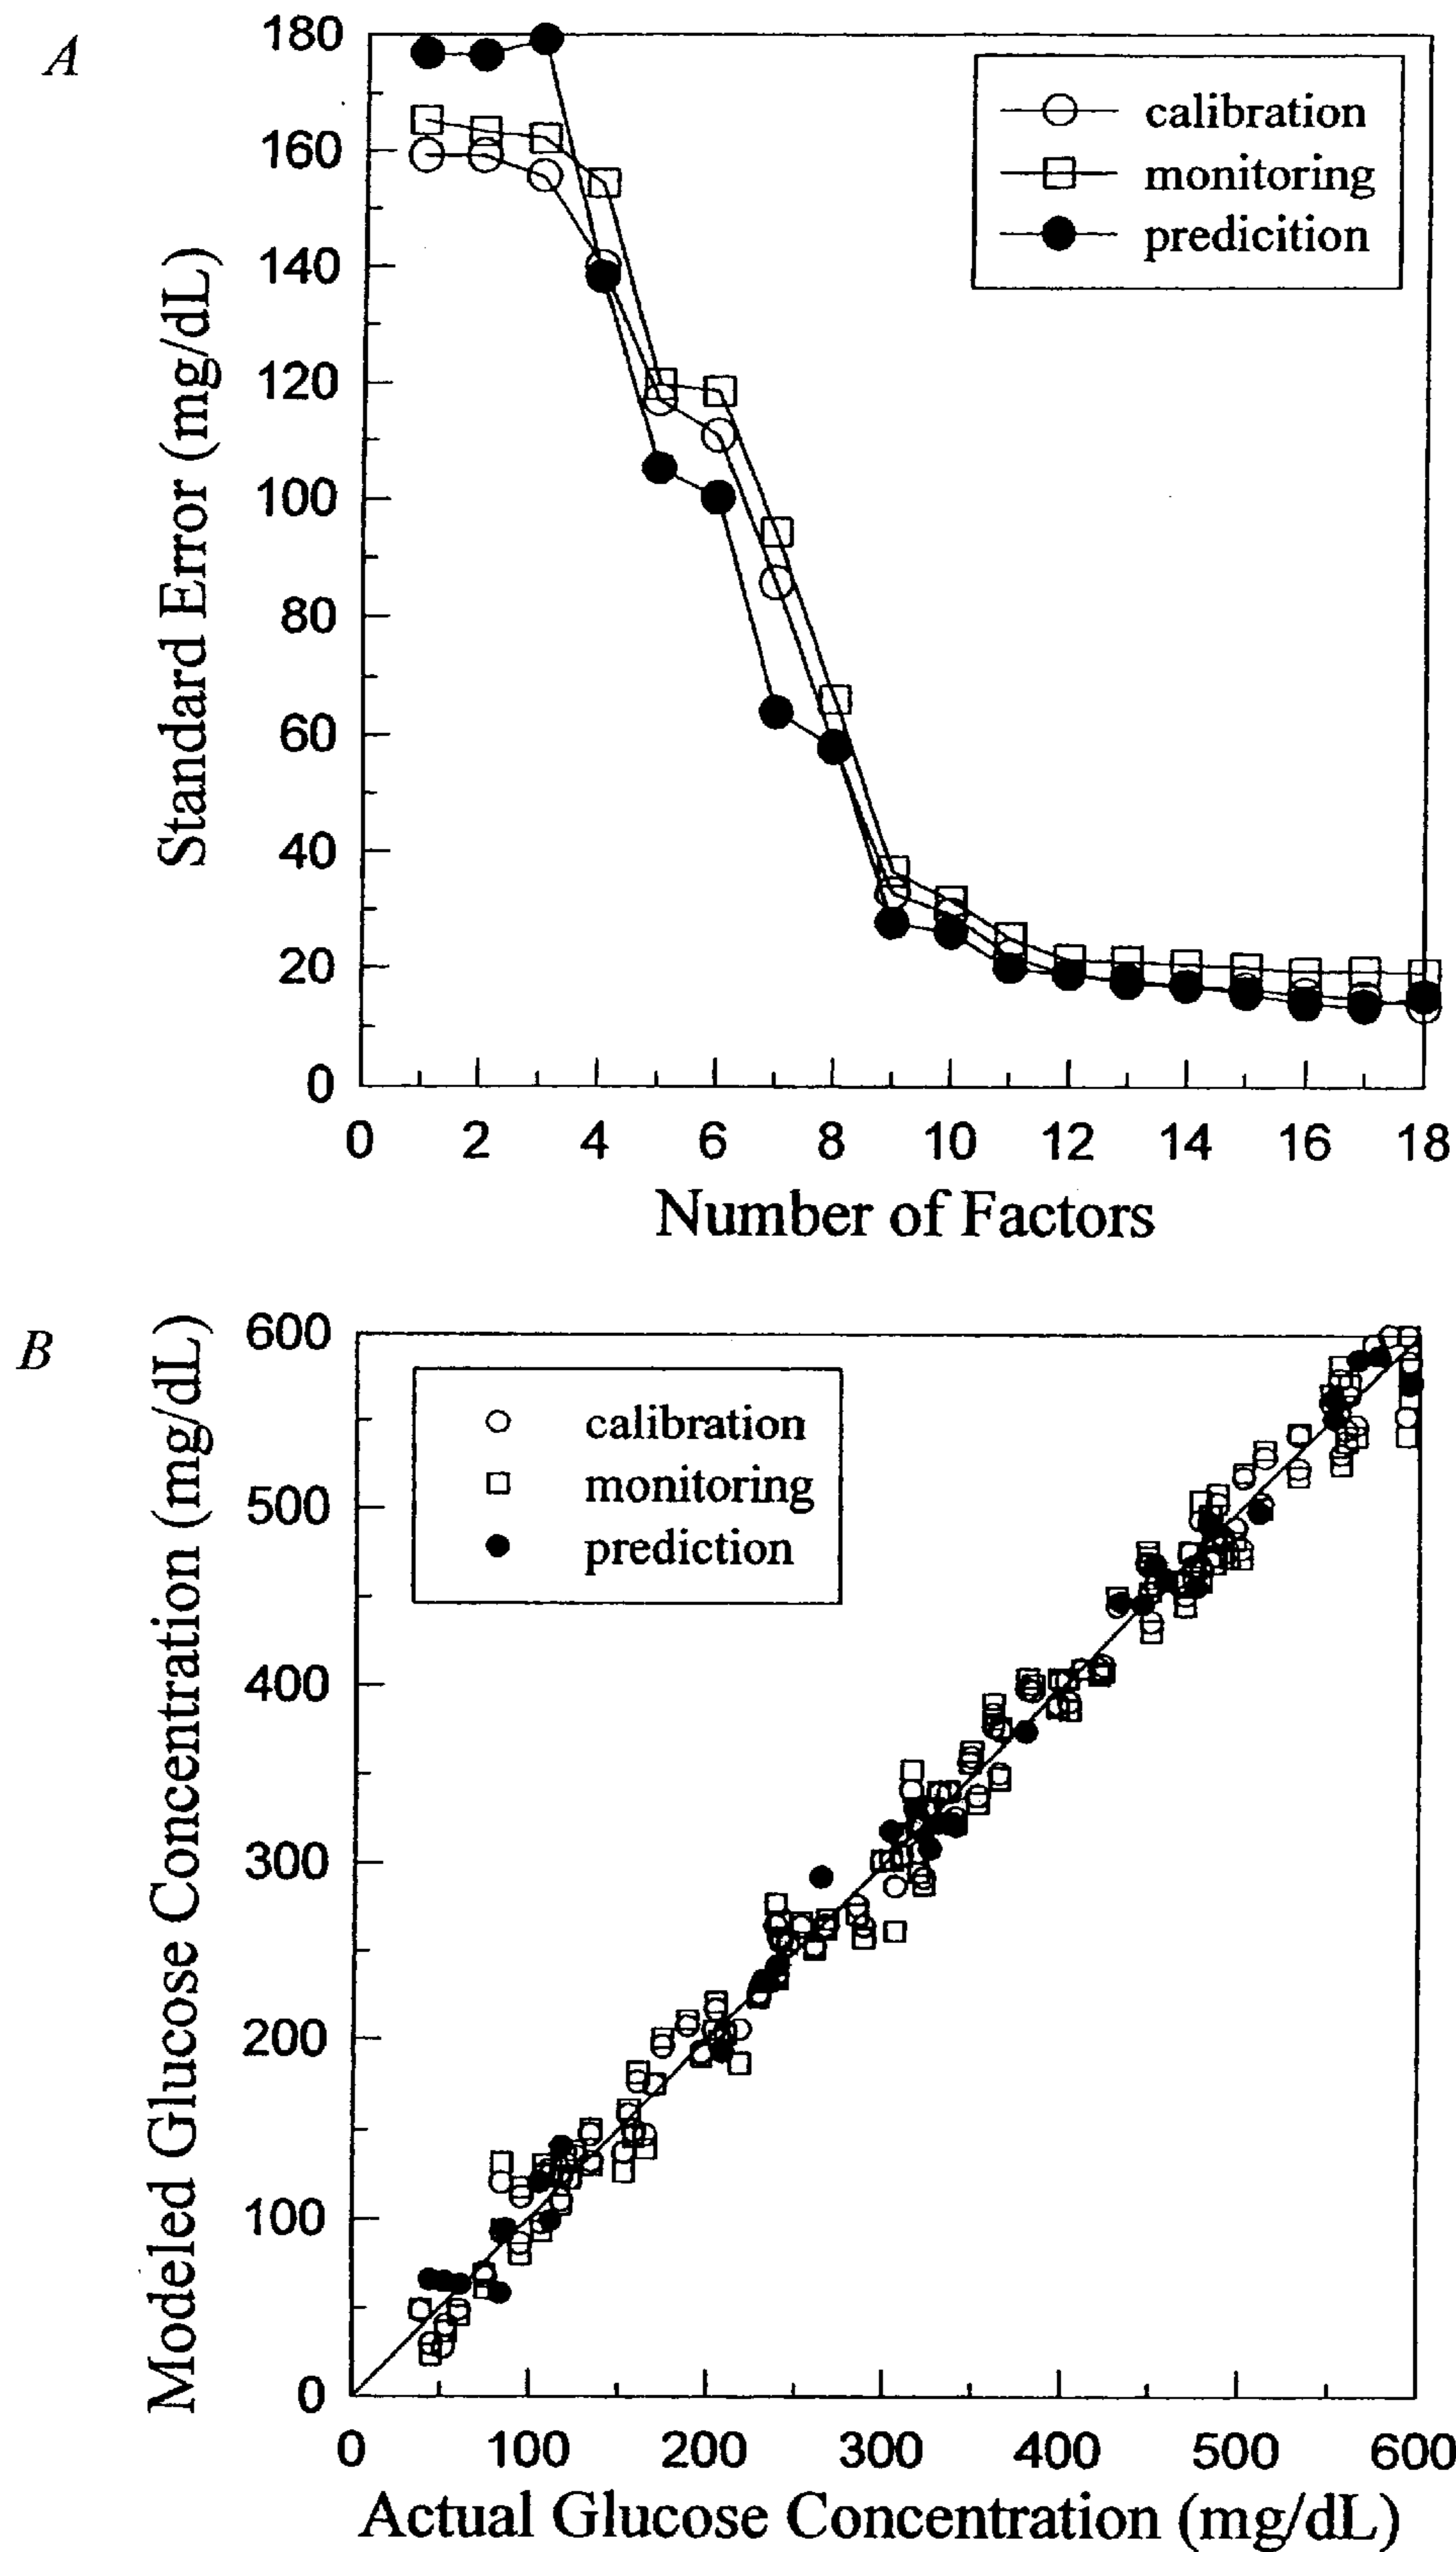 A
180
160
140
120
100
80
60
40
20
0
Standard Error (mg/dL)
calibration
monitoring
predicition
0 2 4 6 8 10 12 14 16 18
Number of Factors
B
600
500
400
300
200
100
0
Modeled Glucose Concentration (mg/dL)
calibration
monitoring
prediction
0 100 200 300 400 500 600
Actual Glucose Concentration (mg/dL)